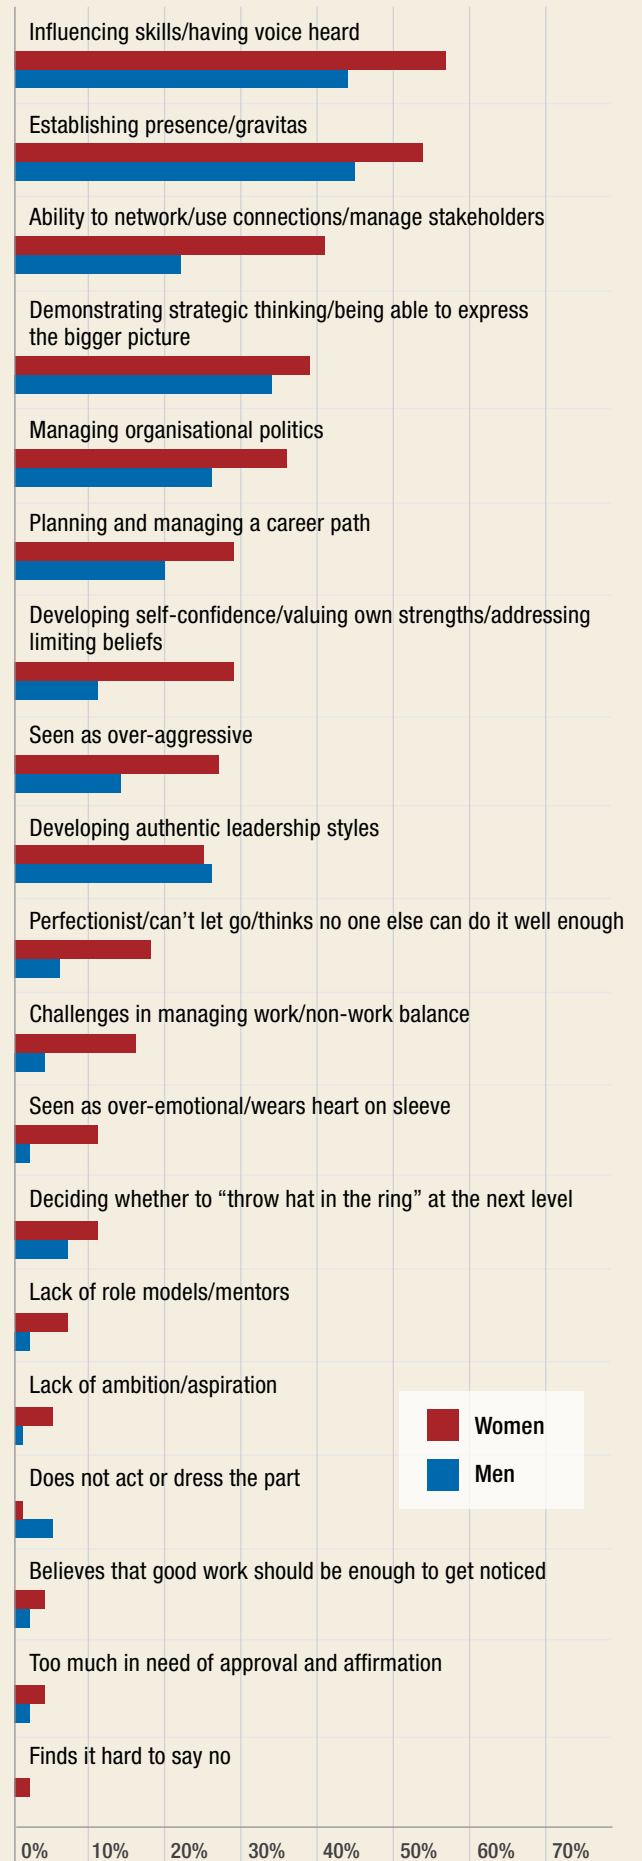 Influencing skills/having voice heard
Establishing presence/gravitas
Ability to network/use connections/manage stakeholders
Demonstrating strategic thinking/being able to express
the bigger picture
Managing organisational politics
Planning and managing a career path
Developing self-confidence/valuing own strengths/addressing
limiting beliefs
Seen as over-aggressive
Developing authentic leadership styles
Perfectionist/can’t let go/thinks no one else can do it well enough
Challenges in managing work/non-work balance
Seen as over-emotional/wears heart on sleeve
Deciding whether to “throw hat in the ring” at the next level
Lack of role models/mentors
Lack of ambition/aspiration
Women
Men
Does not act or dress the part
Believes that good work should be enough to get noticed
Too much in need of approval and affirmation
Finds it hard to say no
0% 10% 20% 30% 40% 50% 60% 70%